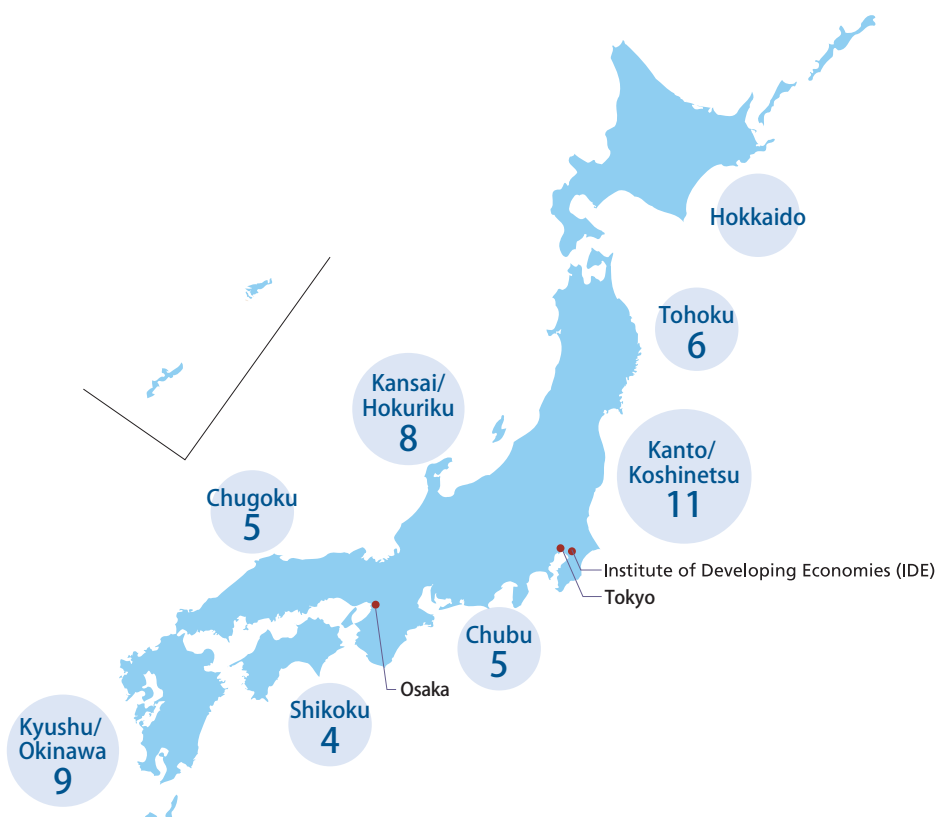 Hokkaido
Tohoku
6
Kansai/
Hokuriku
8
Kanto/
Koshinetsu
11
Chugoku
5
Institute of Developing Economies (IDE)
Tokyo
Chubu
5
Osaka
Shikoku
4
Kyushu/
Okinawa
9